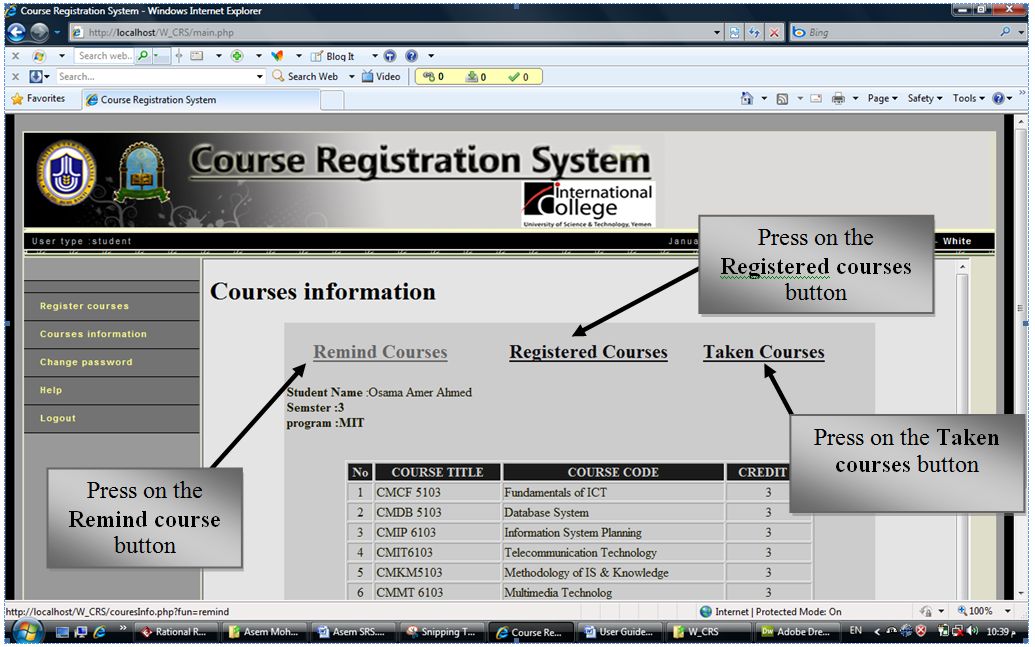 Course Registration System - Windows Internet Explorer
http://localhost/W_CRS/main.php
Bing
Search web..
Blog It
Search...
Search Web
Video
0
0
0
Favorites
Course Registration System
Page
Safety
Tools
Course Registration System
International
College
University of Science & Technology, Yemen
User type :student
Janua
White
Press on the
Registered courses
button
Register courses
Courses information
Change password
Help
Logout
Courses information
Remind Courses
Registered Courses
Taken Courses
Student Name :Osama Amer Ahmed
Semster :3
program :MIT
Press on the Taken
courses button
Press on the
Remind course
button
No COURSE TITLE COURSE CODE CREDIT
1 CMCF 5103 Fundamentals of ICT 3
2 CMDB 5103 Database System 3
3 CMIP 6103 Information System Planning 3
4 CMIT6103 Telecommunication Technology 3
5 CMKM5103 Methodology of IS & Knowledge 3
6 CMMT 6103 Multimedia Technolog 3
http://localhost/W_CRS/couresInfo.php?fun=remind
Internet | Protected Mode: On
100%
Rational R...
Asem Moh...
Asem SRS....
Snipping T...
Course Re...
User Guide...
W_CRS
Adobe Dre...
EN
10:39 م